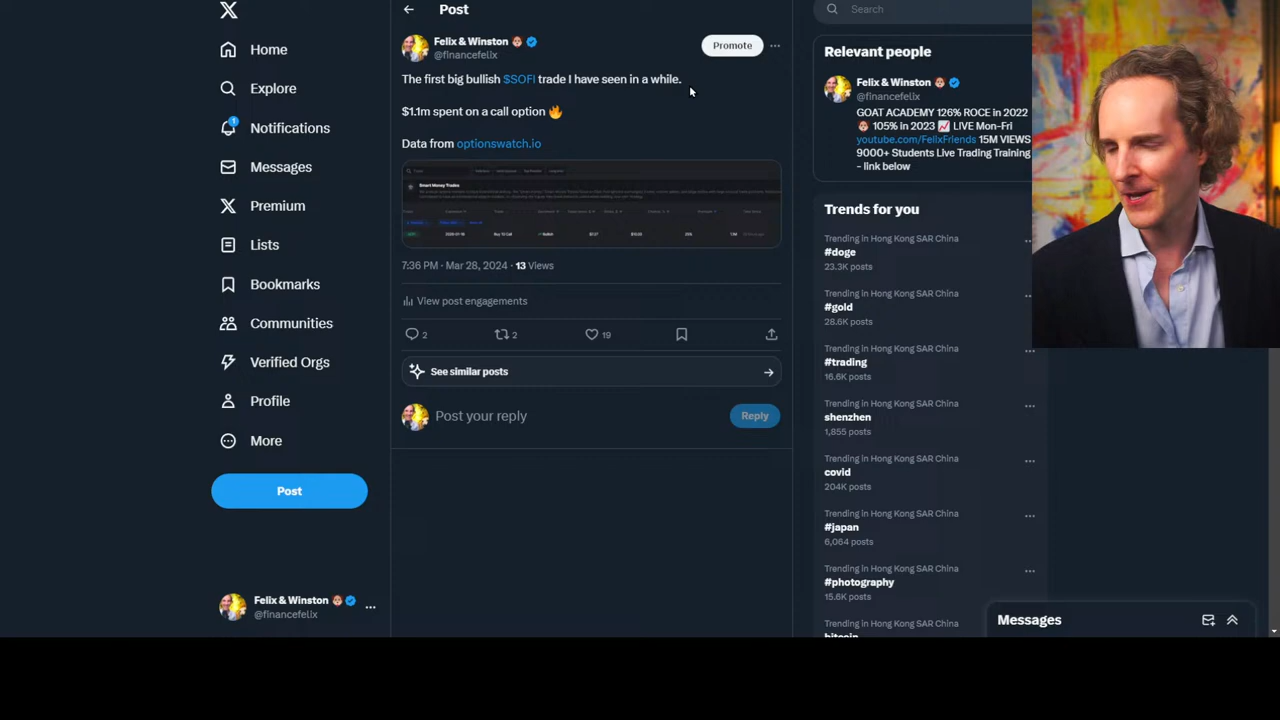 Home
Explore
1
Notifications
Messages
Premium
Lists
Bookmarks
Communities
Verified Orgs
Profile
More
Post
Felix & Winston
@financefelix
Post
Felix & Winston
@financefelix
Promote
The first big bullish $SOFI trade I have seen in a while.
$1.1m spent on a call option 🔥
Data from optionswatch.io
Smart Money Trades
7:36 PM · Mar 28, 2024 · 13 Views
View post engagements
2
2
19
See similar posts
Post your reply
Reply
Search
Relevant people
Felix & Winston
@financefelix
GOAT ACADEMY 126% ROCE in 2022
105% in 2023 📈 LIVE Mon-Fri
youtube.com/FelixFriends 15M VIEWS
9000+ Students Live Trading Training
- link below
Trends for you
Trending in Hong Kong SAR China
#doge
23.3K posts
Trending in Hong Kong SAR China
#gold
28.6K posts
Trending in Hong Kong SAR China
#trading
16.6K posts
Trending in Hong Kong SAR China
shenzhen
1,855 posts
Trending in Hong Kong SAR China
covid
204K posts
Trending in Hong Kong SAR China
#japan
6,064 posts
Trending in Hong Kong SAR China
#photography
15.6K posts
Trending in Hong Kong SAR China
bitcoin
Messages